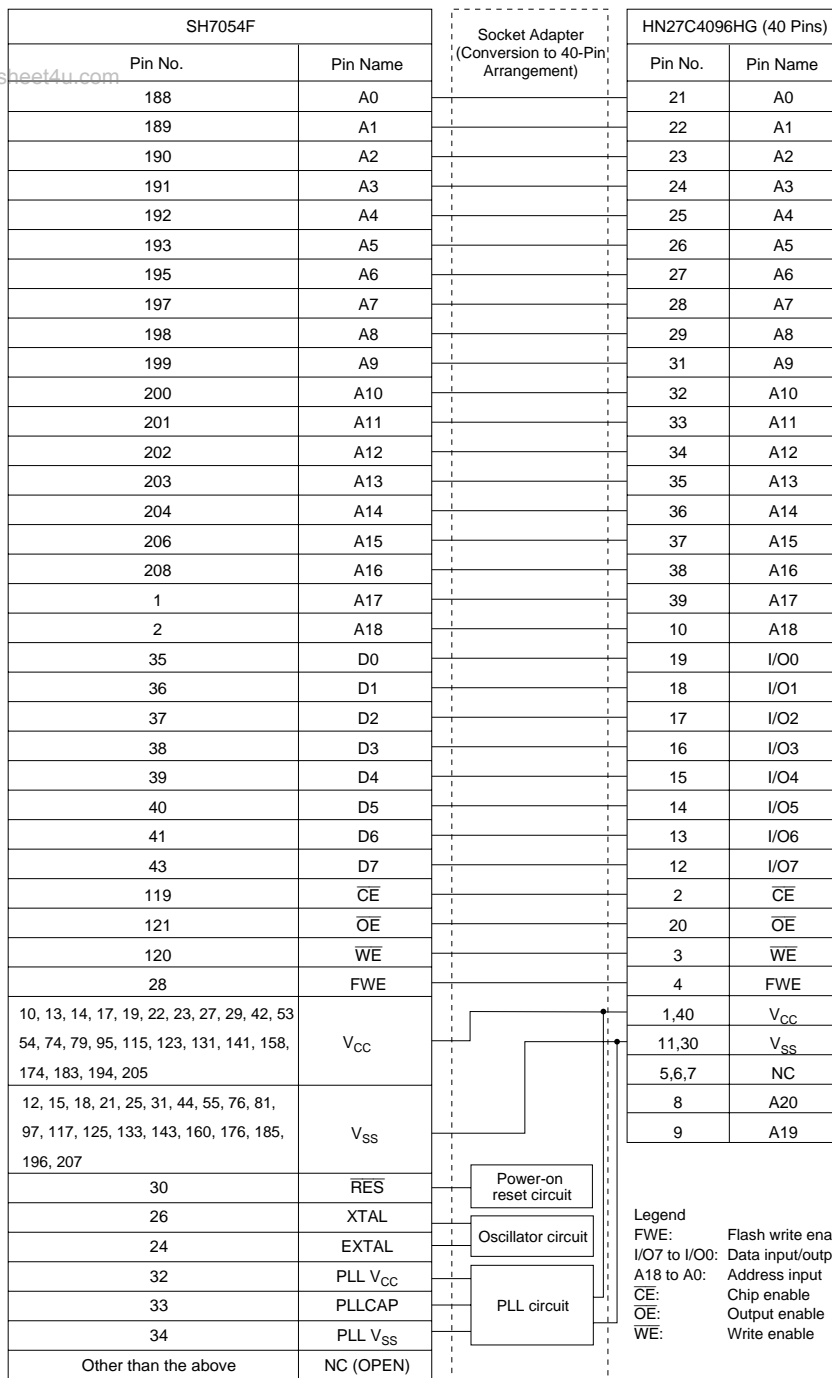 sheet4u.com
SH7054F
Pin No. Pin Name
188 A0
189 A1
190 A2
191 A3
192 A4
193 A5
195 A6
197 A7
198 A8
199 A9
200 A10
201 A11
202 A12
203 A13
204 A14
206 A15
208 A16
1 A17
2 A18
35 D0
36 D1
37 D2
38 D3
39 D4
40 D5
41 D6
43 D7
119 CE
121 OE
120 WE
28 FWE
10, 13, 14, 17, 19, 22, 23, 27, 29, 42, 53
54, 74, 79, 95, 115, 123, 131, 141, 158,
174, 183, 194, 205
VCC
12, 15, 18, 21, 25, 31, 44, 55, 76, 81,
97, 117, 125, 133, 143, 160, 176, 185,
196, 207
VSS
30 RES
26 XTAL
24 EXTAL
32 PLL VCC
33 PLLCAP
34 PLL VSS
Other than the above NC (OPEN)
Socket Adapter
(Conversion to 40-Pin
Arrangement)
Power-on
reset circuit
Oscillator circuit
PLL circuit
HN27C4096HG (40 Pins)
Pin No. Pin Name
21 A0
22 A1
23 A2
24 A3
25 A4
26 A5
27 A6
28 A7
29 A8
31 A9
32 A10
33 A11
34 A12
35 A13
36 A14
37 A15
38 A16
39 A17
10 A18
19 I/O0
18 I/O1
17 I/O2
16 I/O3
15 I/O4
14 I/O5
13 I/O6
12 I/O7
2 CE
20 OE
3 WE
4 FWE
1,40 VCC
11,30 VSS
5,6,7 NC
8 A20
9 A19
Legend
FWE: Flash write ena
I/O7 to I/O0: Data input/outp
A18 to A0: Address input
CE: Chip enable
OE: Output enable
WE: Write enable